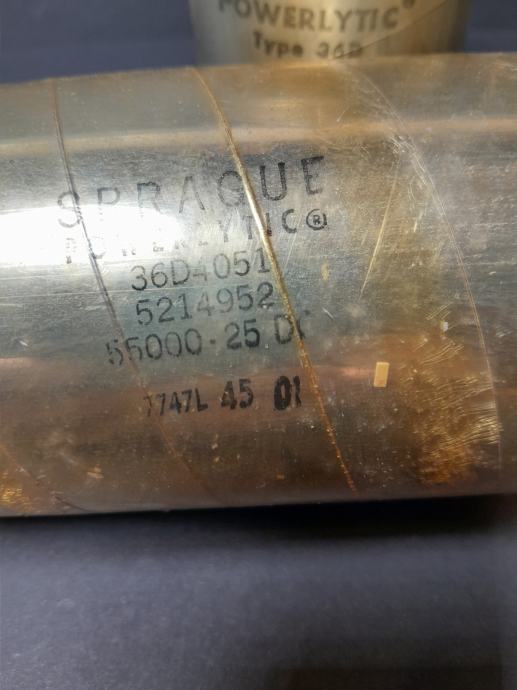 POWERLYTIC®
Type 36D
SPRAGUE
POWERLYTIC®
36D4051
5214952
55000-25 DC
7747L 45 01